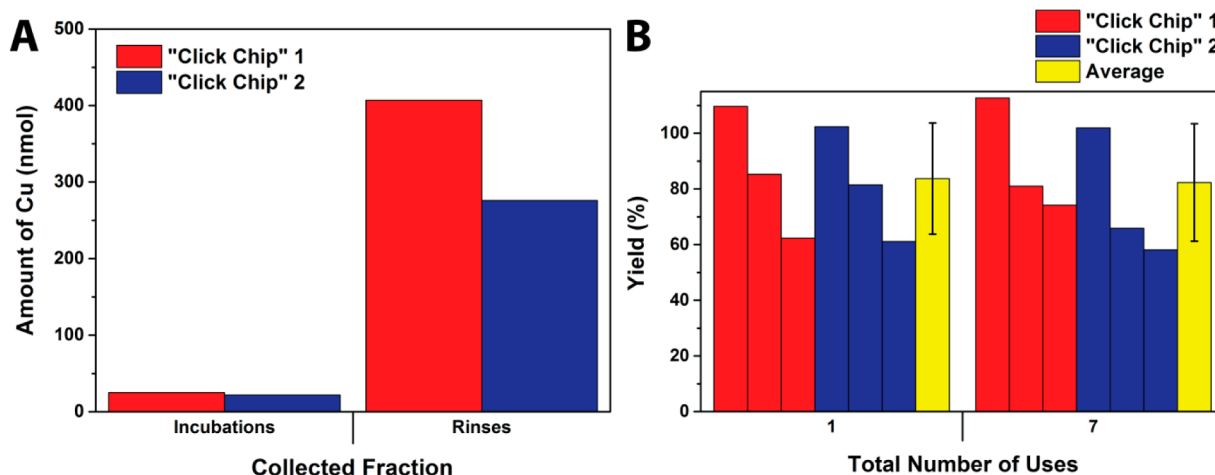 A
"Click Chip" 1
"Click Chip" 2
500
400
300
200
100
0
Amount of Cu (nmol)
Incubations
Rinses
Collected Fraction
B
"Click Chip" 1
"Click Chip" 2
Average
100
80
60
40
20
0
Yield (%)
1
7
Total Number of Uses